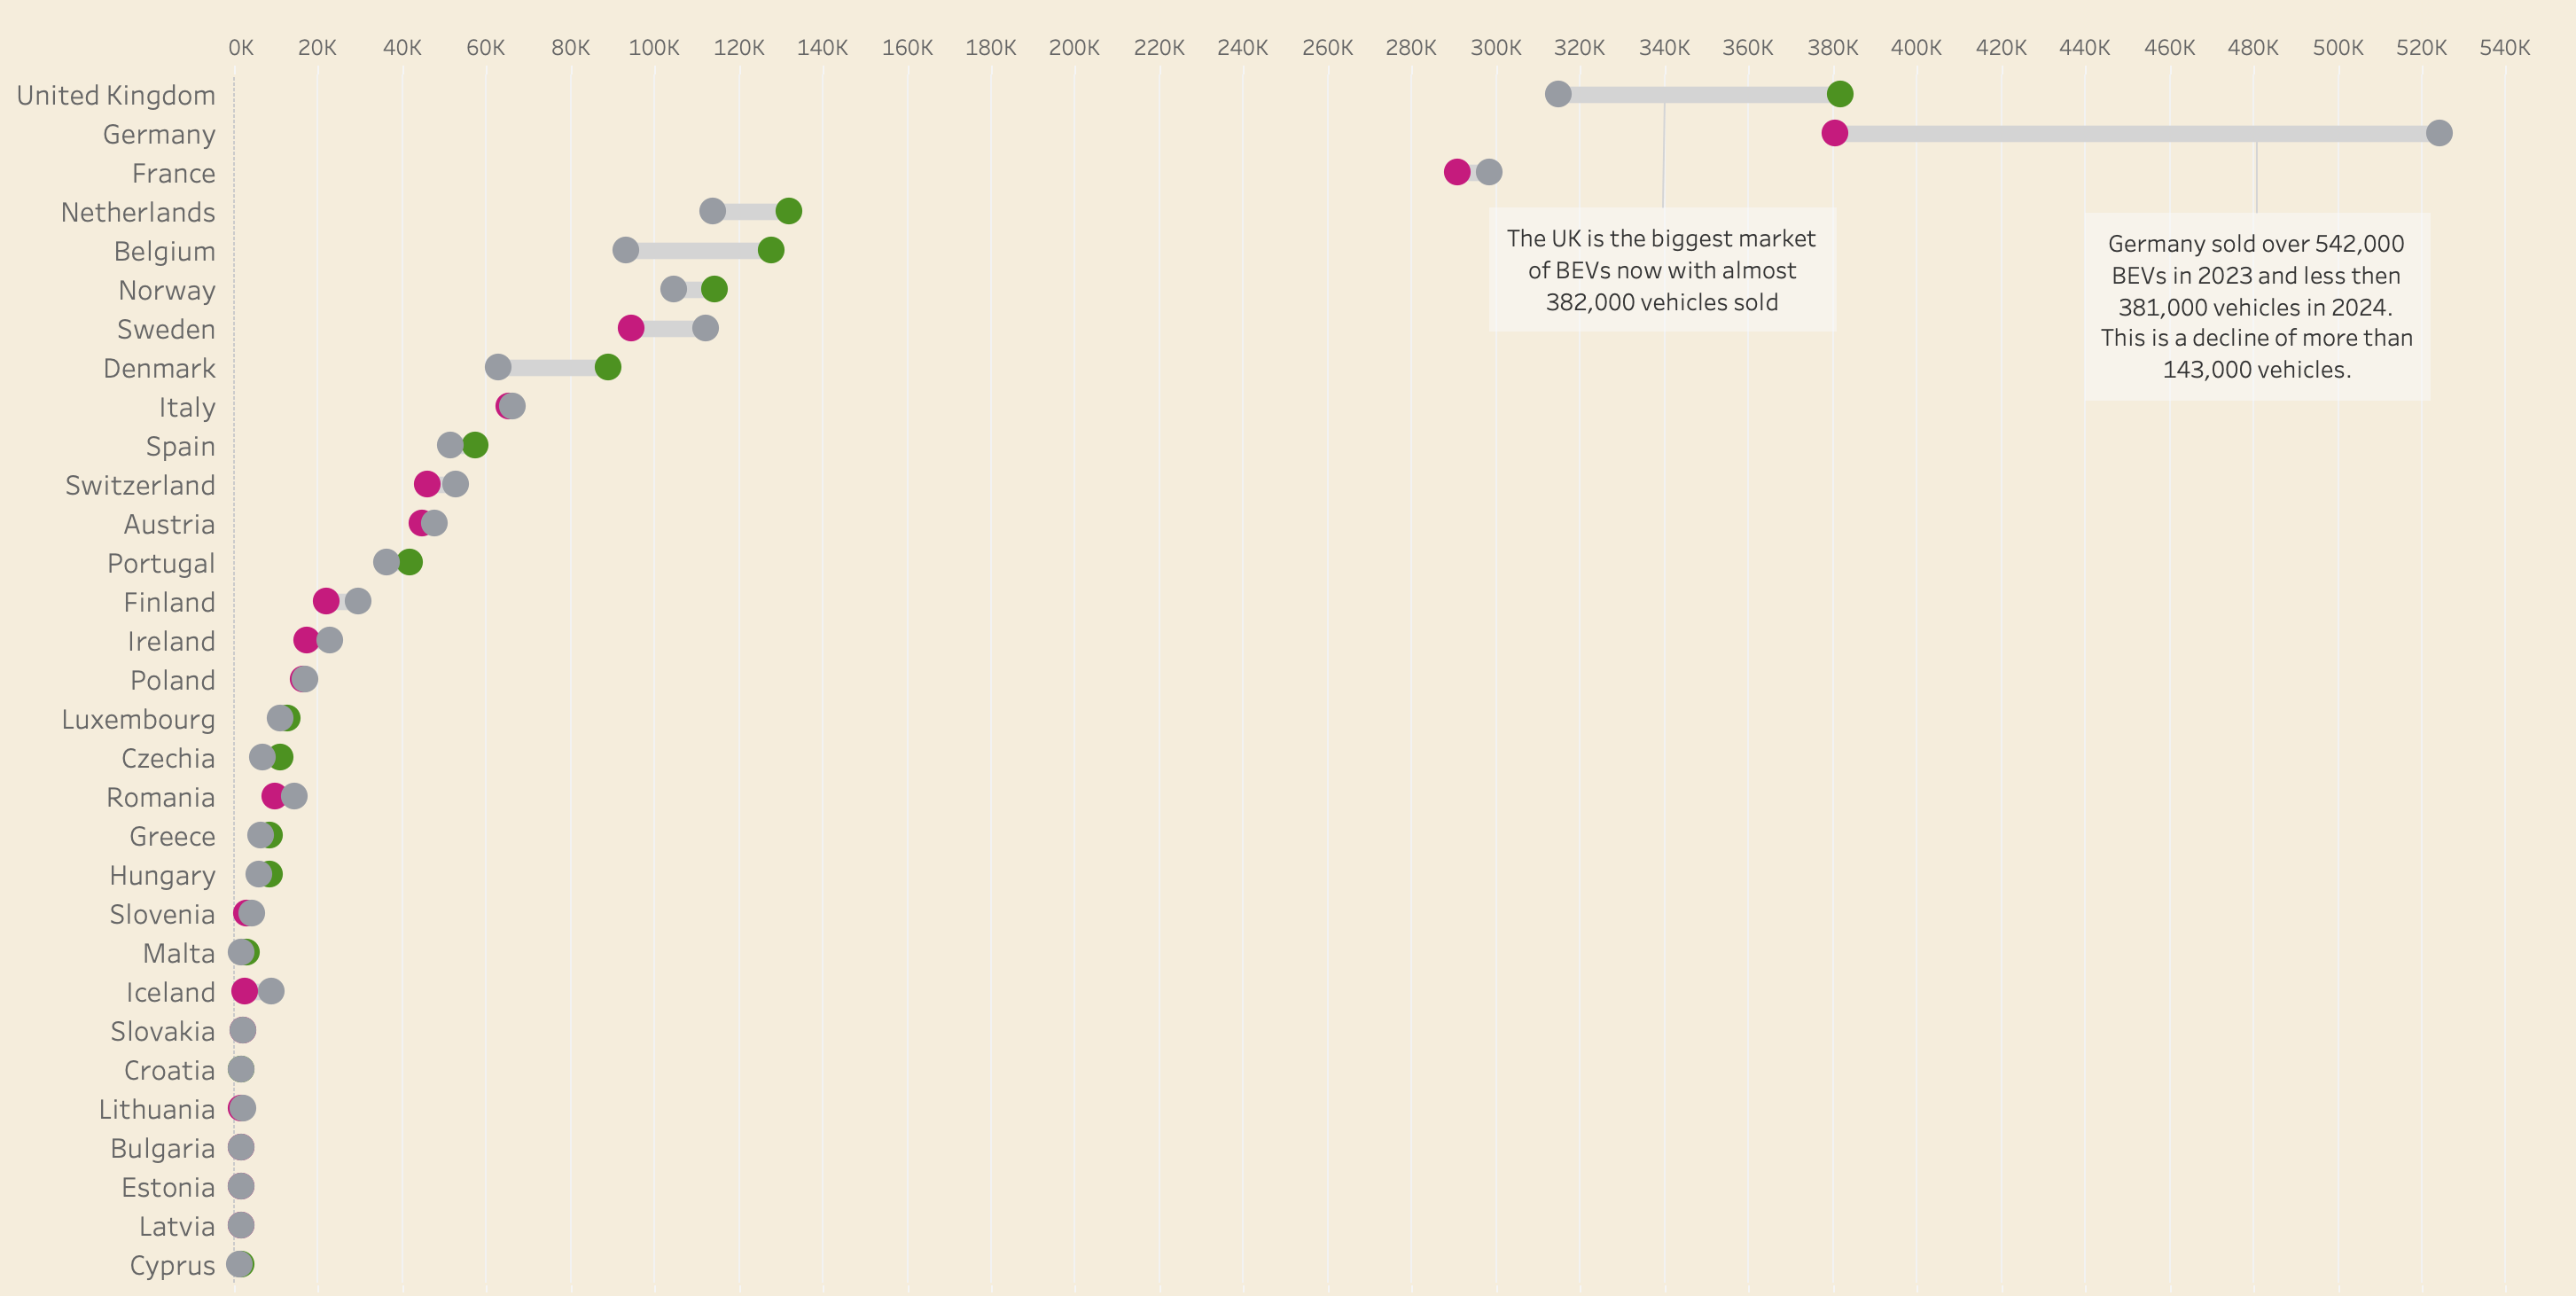 0K 20K 40K 60K 80K 100K 120K 140K 160K 180K 200K 220K 240K 260K 280K 300K 320K 340K 360K 380K 400K 420K 440K 460K 480K 500K 520K 540K
United Kingdom
Germany
France
Netherlands
Belgium
Norway
Sweden
Denmark
Italy
Spain
Switzerland
Austria
Portugal
Finland
Ireland
Poland
Luxembourg
Czechia
Romania
Greece
Hungary
Slovenia
Malta
Iceland
Slovakia
Croatia
Lithuania
Bulgaria
Estonia
Latvia
Cyprus
The UK is the biggest market
of BEVs now with almost
382,000 vehicles sold
Germany sold over 542,000
BEVs in 2023 and less then
381,000 vehicles in 2024.
This is a decline of more than
143,000 vehicles.